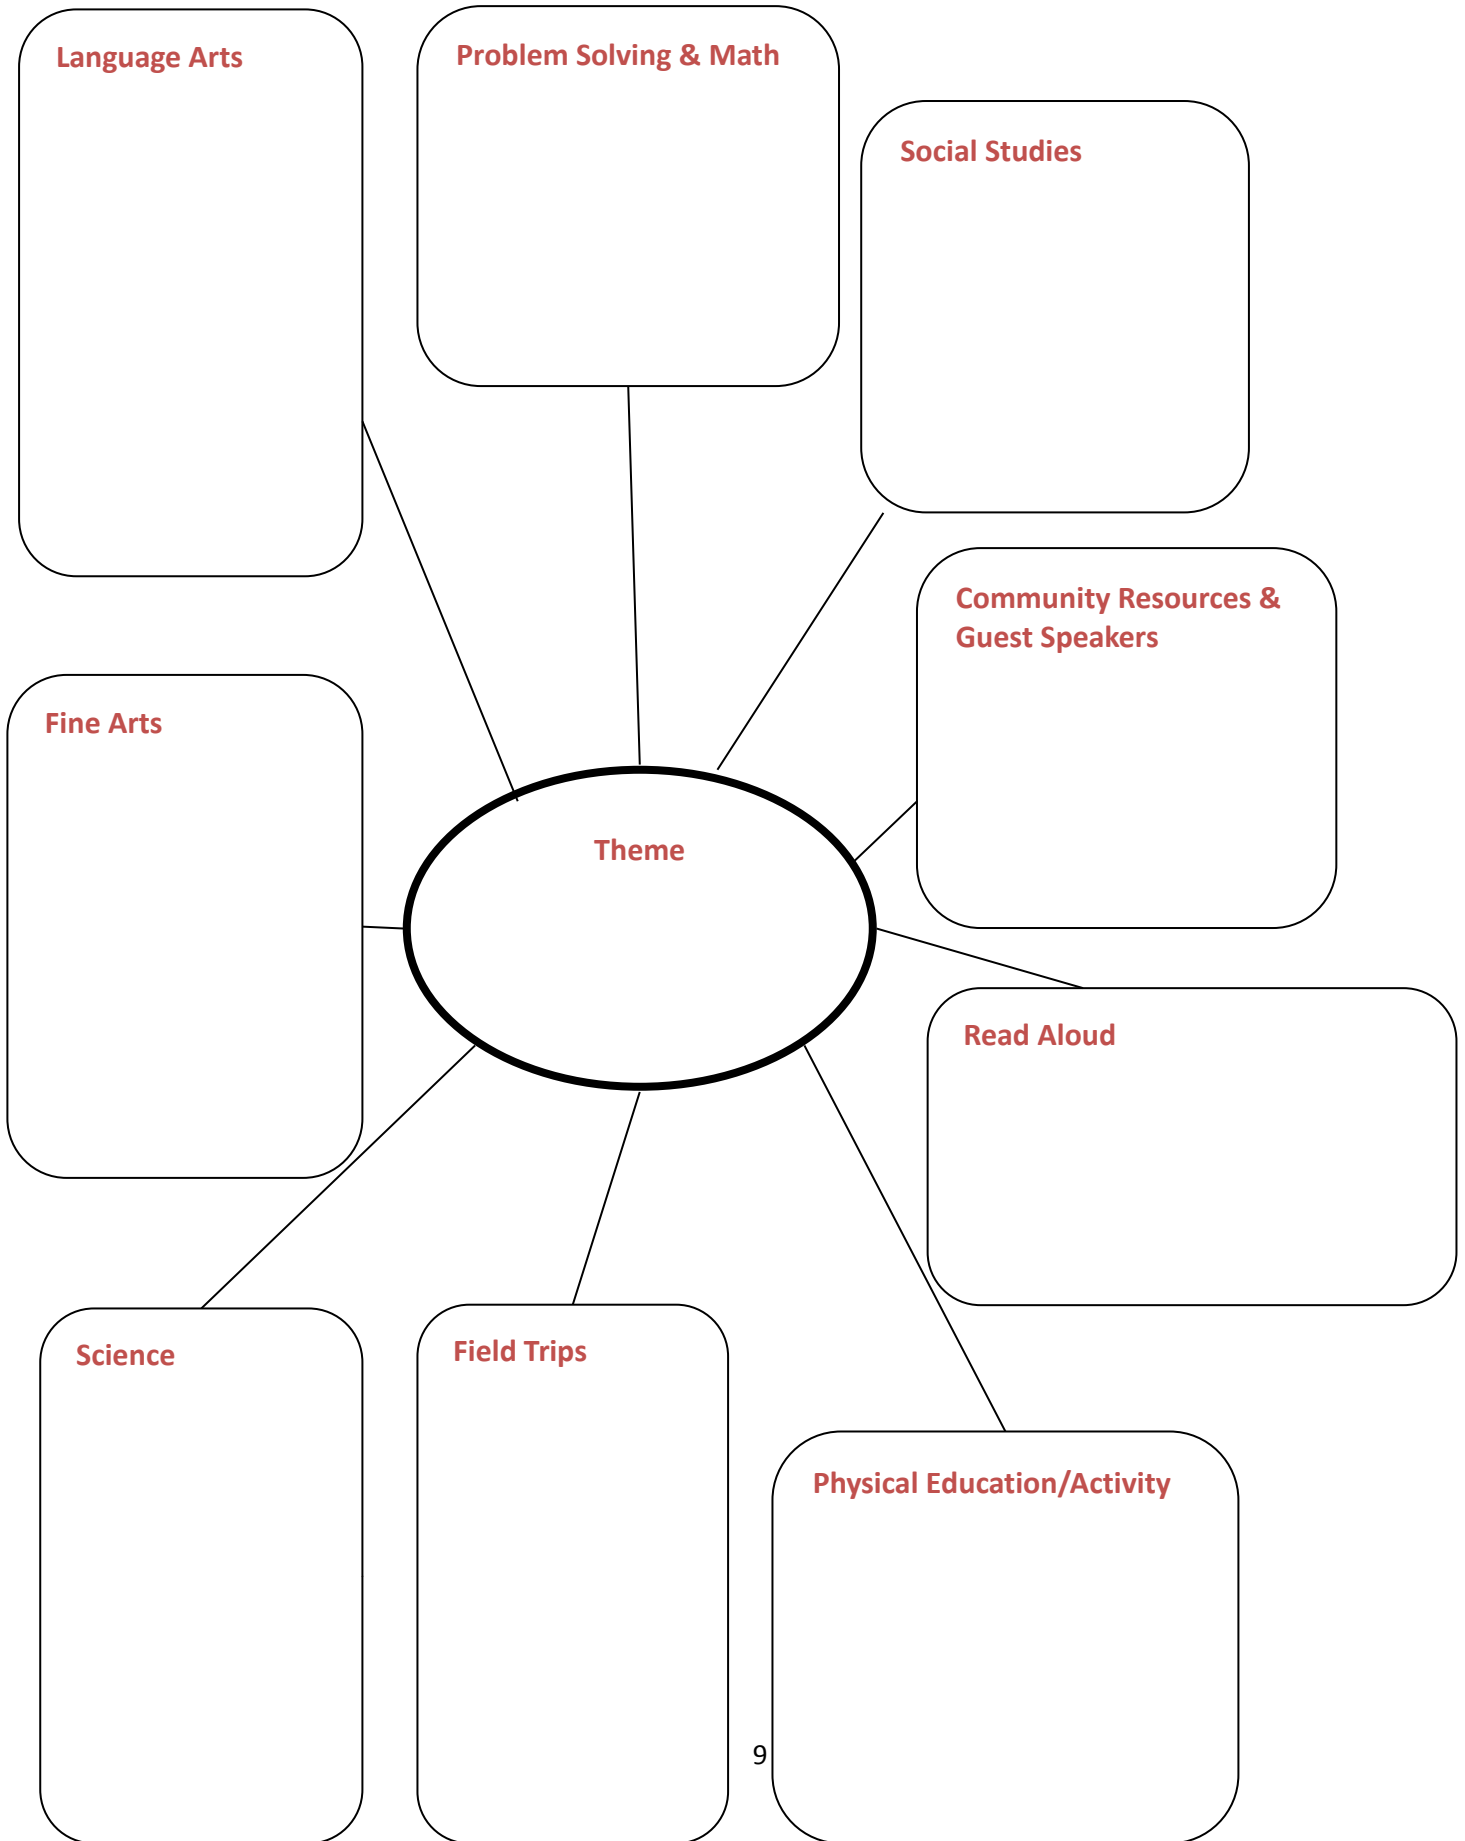 Language Arts
Problem Solving & Math
Social Studies
Community Resources &
Guest Speakers
Fine Arts
Theme
Read Aloud
Science
Field Trips
Physical Education/Activity
9